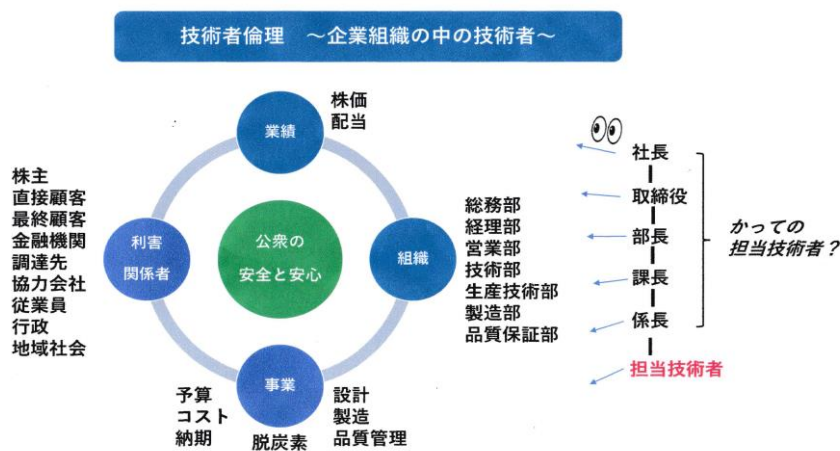 技術者倫理 ～企業組織の中の技術者～
業績
株価
配当
株主
直接顧客
最終顧客
金融機関
調達先
協力会社
従業員
行政
地域社会
利害
関係者
公衆の
安全と安心
組織
総務部
経理部
営業部
技術部
生産技術部
製造部
品質保証部
事業
予算
コスト
納期
脱炭素
設計
製造
品質管理
社長
取締役
部長
課長
係長
担当技術者
かっての
担当技術者？